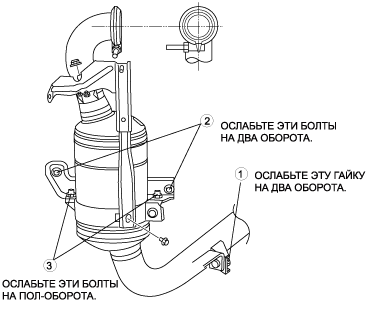 2
ОСЛАБЬТЕ ЭТИ БОЛТЫ
НА ДВА ОБОРОТА.
1
ОСЛАБЬТЕ ЭТУ ГАЙКУ
НА ДВА ОБОРОТА.
3
ОСЛАБЬТЕ ЭТИ БОЛТЫ
НА ПОЛ-ОБОРОТА.